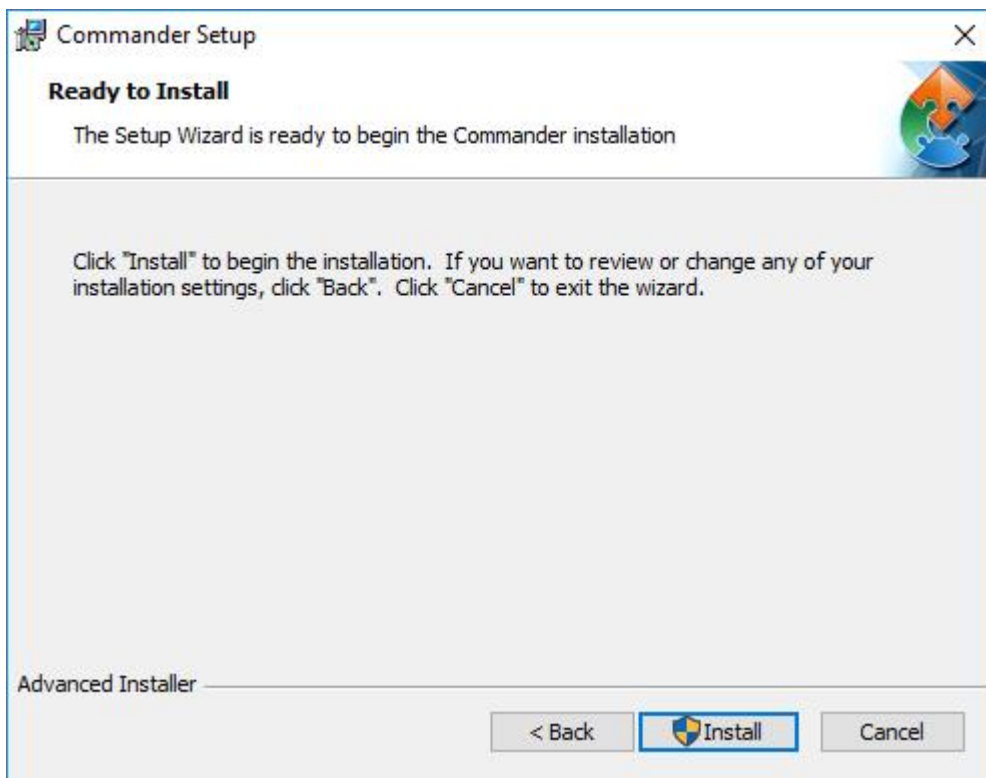 Commander Setup
Ready to Install
The Setup Wizard is ready to begin the Commander installation
Click "Install" to begin the installation.  If you want to review or change any of your
installation settings, click "Back".  Click "Cancel" to exit the wizard.
Advanced Installer
< Back
Install
Cancel